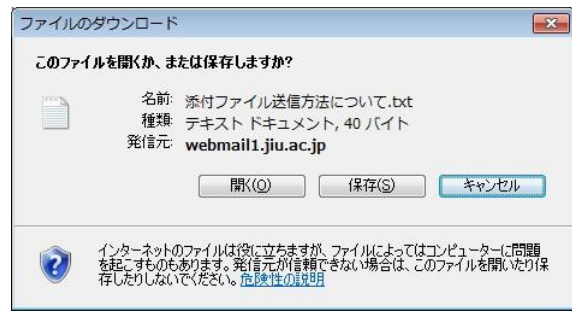 ファイルのダウンロード
このファイルを開くか、または保存しますか?
名前: 添付ファイル送信方法について.txt
種類: テキスト ドキュメント, 40 バイト
発信元: webmail1.jiu.ac.jp
開く(O) 保存(S) キャンセル
インターネットのファイルは役に立ちますが、ファイルによってはコンピューターに問題
を起こすものもあります。発信元が信頼できない場合は、このファイルを開いたり保
存したりしないでください。危険性の説明